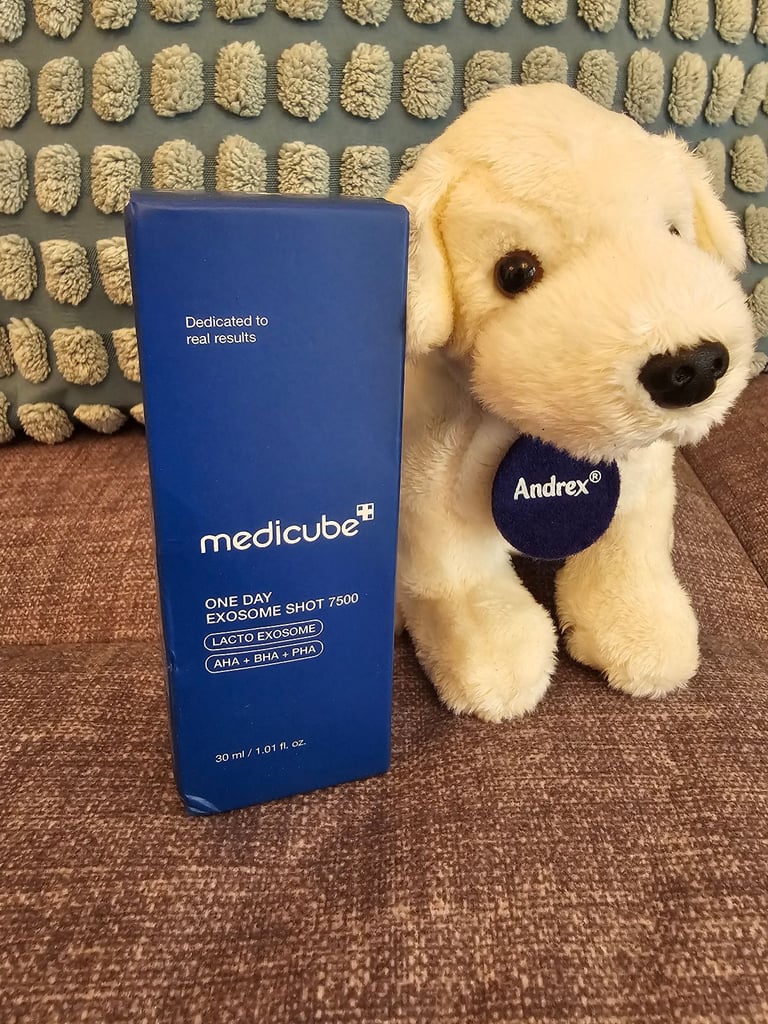 Dedicated to
real results
medicube
ONE DAY
EXOSOME SHOT 7500
LACTO EXOSOME
AHA + BHA + PHA
30 ml / 1.01 fl. oz.
Andrex®